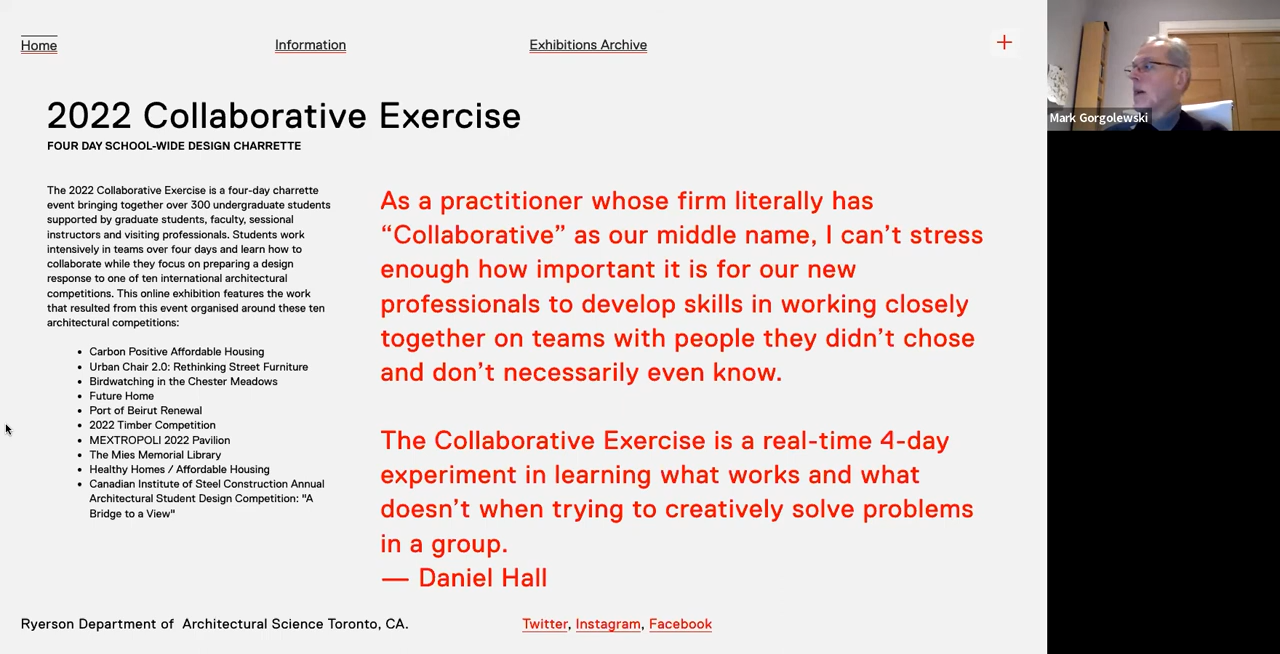 Home
Information
Exhibitions Archive
2022 Collaborative Exercise
FOUR DAY SCHOOL-WIDE DESIGN CHARRETTE
The 2022 Collaborative Exercise is a four-day charrette
event bringing together over 300 undergraduate students
supported by graduate students, faculty, sessional
instructors and visiting professionals. Students work
intensively in teams over four days and learn how to
collaborate while they focus on preparing a design
response to one of ten international architectural
competitions. This online exhibition features the work
that resulted from this event organised around these ten
architectural competitions:
• Carbon Positive Affordable Housing
• Urban Chair 2.0: Rethinking Street Furniture
• Birdwatching in the Chester Meadows
• Future Home
• Port of Beirut Renewal
• 2022 Timber Competition
• MEXTROPOLI 2022 Pavilion
• The Mies Memorial Library
• Healthy Homes / Affordable Housing
• Canadian Institute of Steel Construction Annual
Architectural Student Design Competition: "A
Bridge to a View"
As a practitioner whose firm literally has
“Collaborative” as our middle name, I can’t stress
enough how important it is for our new
professionals to develop skills in working closely
together on teams with people they didn’t chose
and don’t necessarily even know.
The Collaborative Exercise is a real-time 4-day
experiment in learning what works and what
doesn’t when trying to creatively solve problems
in a group.
— Daniel Hall
Ryerson Department of Architectural Science Toronto, CA.
Twitter, Instagram, Facebook
Mark Gorgolewski